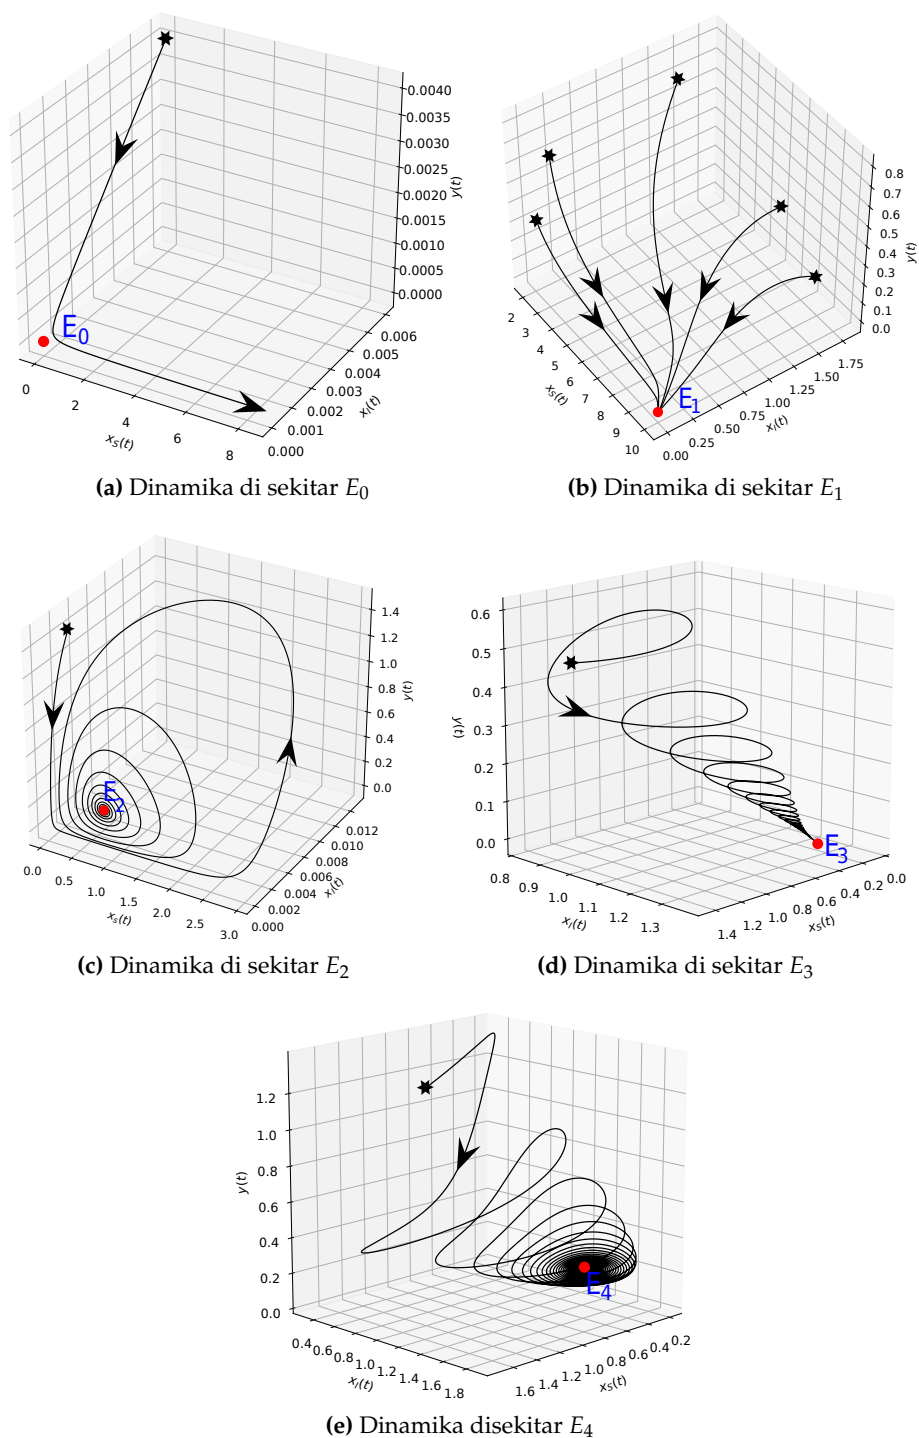 0.0040
0.0035
0.0030
0.0025
0.0020
0.0015
0.0010
0.0005
0.0000
y(t)
E0
0 2 4 6 8
xS(t)
0.000 0.001 0.002 0.003 0.004 0.005 0.006
xI(t)
(a) Dinamika di sekitar E0
0.8
0.7
0.6
0.5
0.4
0.3
0.2
0.1
0.0
y(t)
E1
2 3 4 5 6 7 8 9 10
xS(t)
0.00 0.25 0.50 0.75 1.00 1.25 1.50 1.75
xI(t)
(b) Dinamika di sekitar E1
1.4
1.2
1.0
0.8
0.6
0.4
0.2
0.0
y(t)
E2
0.0 0.5 1.0 1.5 2.0 2.5 3.0
xS(t)
0.000 0.002 0.004 0.006 0.008 0.010 0.012
xI(t)
(c) Dinamika di sekitar E2
0.6
0.5
0.4
0.3
0.2
0.1
0.0
y(t)
E3
0.8 0.9 1.0 1.1 1.2 1.3
xI(t)
1.4 1.2 1.0 0.8 0.6 0.4 0.2 0.0
xS(t)
(d) Dinamika di sekitar E3
1.2
1.0
0.8
0.6
0.4
0.2
0.0
y(t)
E4
0.4 0.6 0.8 1.0 1.2 1.4 1.6 1.8
xI(t)
1.6 1.4 1.2 1.0 0.8 0.6 0.4 0.2
xS(t)
(e) Dinamika disekitar E4